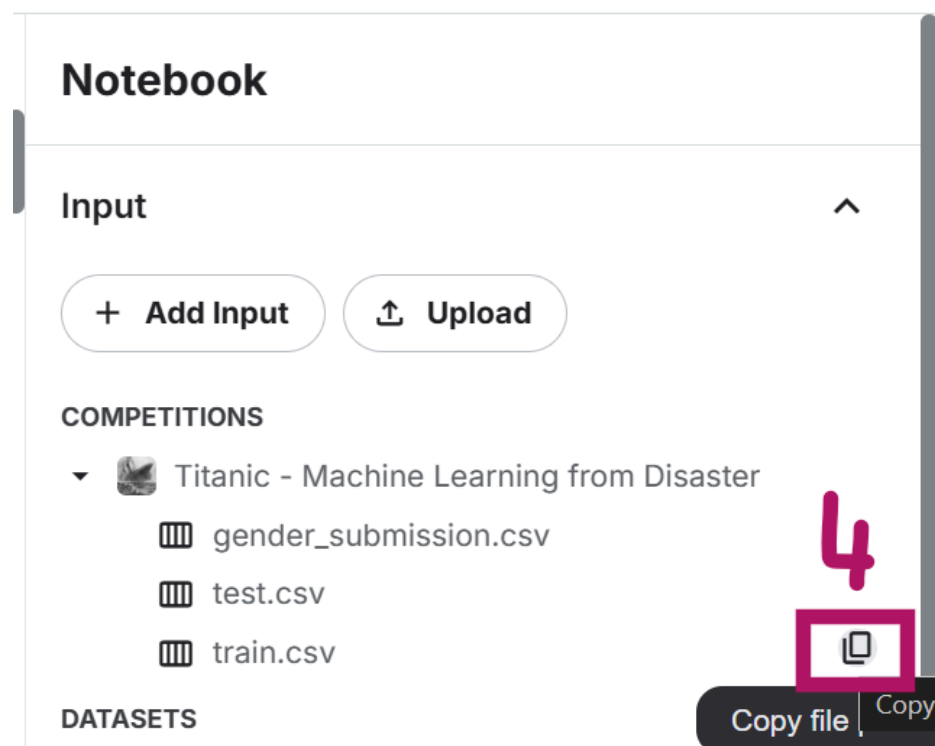 Notebook
Input
+ Add Input
Upload
COMPETITIONS
Titanic - Machine Learning from Disaster
gender_submission.csv
test.csv
4
train.csv
DATASETS
Copy file
Copy